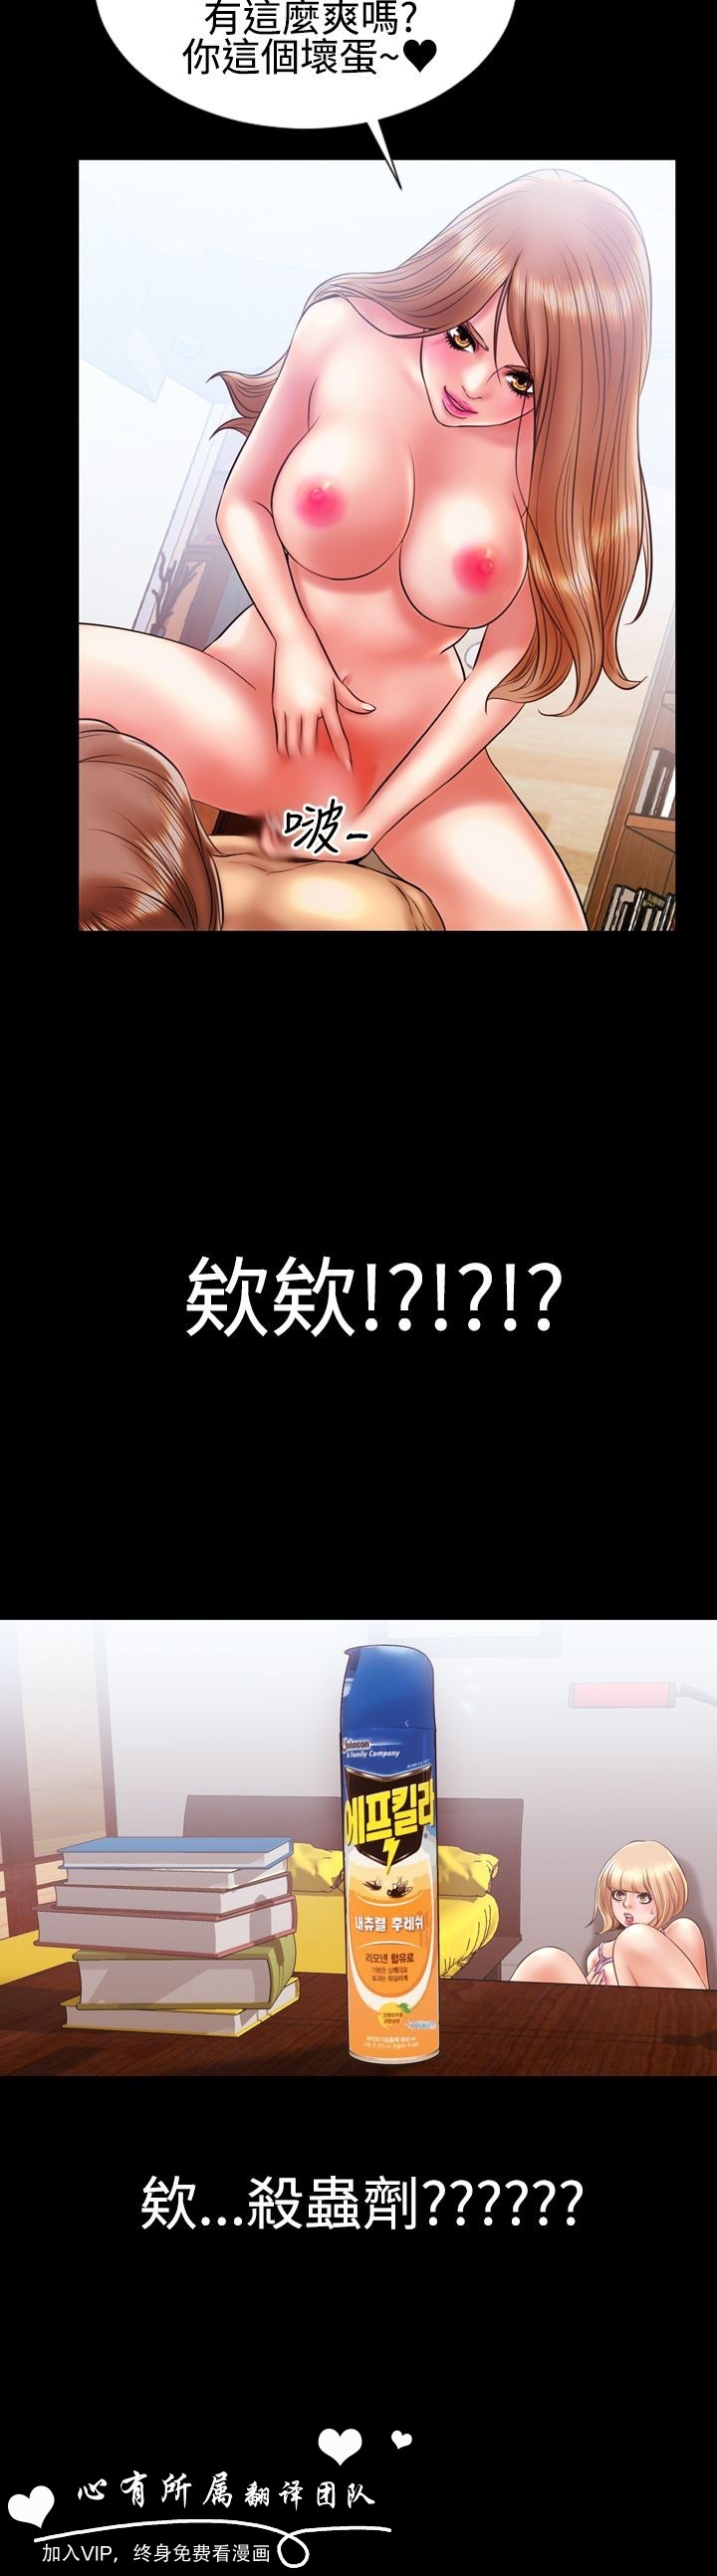 有這麼爽嗎?
你這個壞蛋~♥
啵~
欸欸!?!?!?
Johnson
A Family Company
에프킬라
내츄럴 후레쉬
리모넨 함유로
欸...殺蟲劑??????
心有所属翻译团队
加入VIP，终身免费看漫画